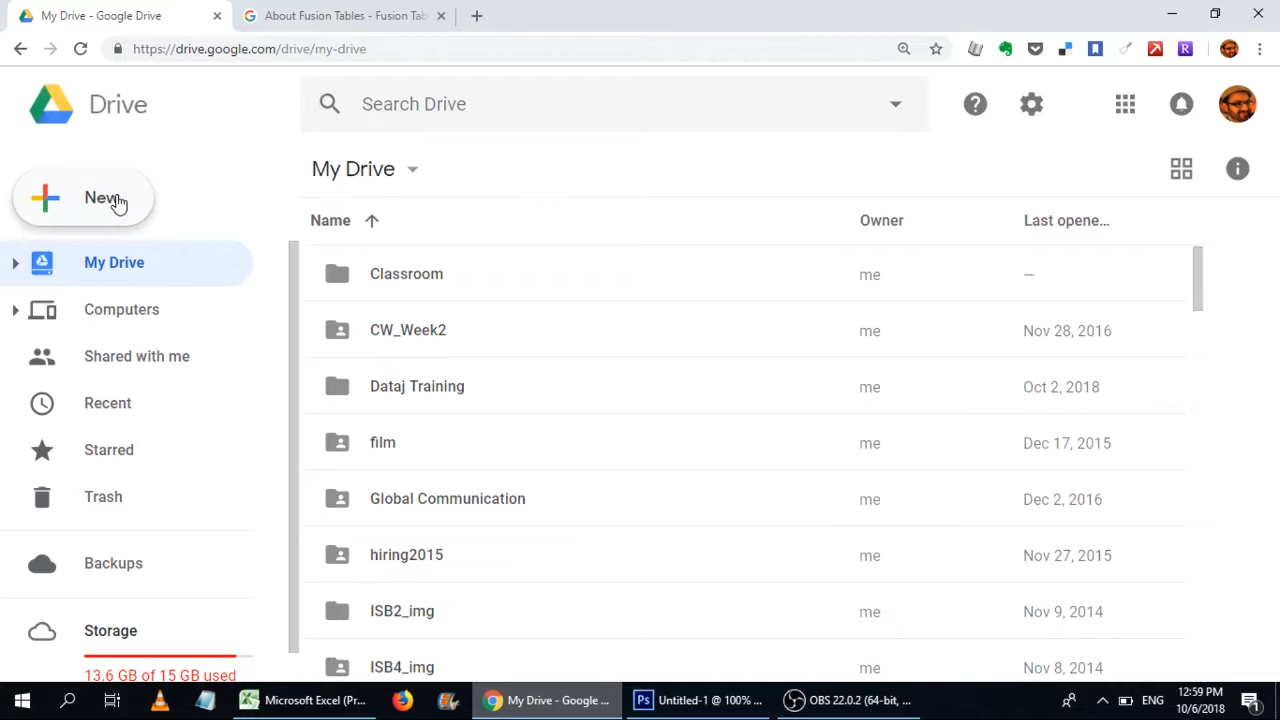 My Drive - Google Drive
About Fusion Tables - Fusion Tab
https://drive.google.com/drive/my-drive
Drive
Search Drive
New
My Drive
Computers
Shared with me
Recent
Starred
Trash
Backups
Storage
13.6 GB of 15 GB used
My Drive
Name Owner Last opene...
Classroom me —
CW_Week2 me Nov 28, 2016
Dataj Training me Oct 2, 2018
film me Dec 17, 2015
Global Communication me Dec 2, 2016
hiring2015 me Nov 27, 2015
ISB2_img me Nov 9, 2014
ISB4_img me Nov 8, 2014
Microsoft Excel (Pr...
My Drive - Google ...
Ps Untitled-1 @ 100% ...
OBS 22.0.2 (64-bit, ...
ENG
12:59 PM
10/6/2018
1